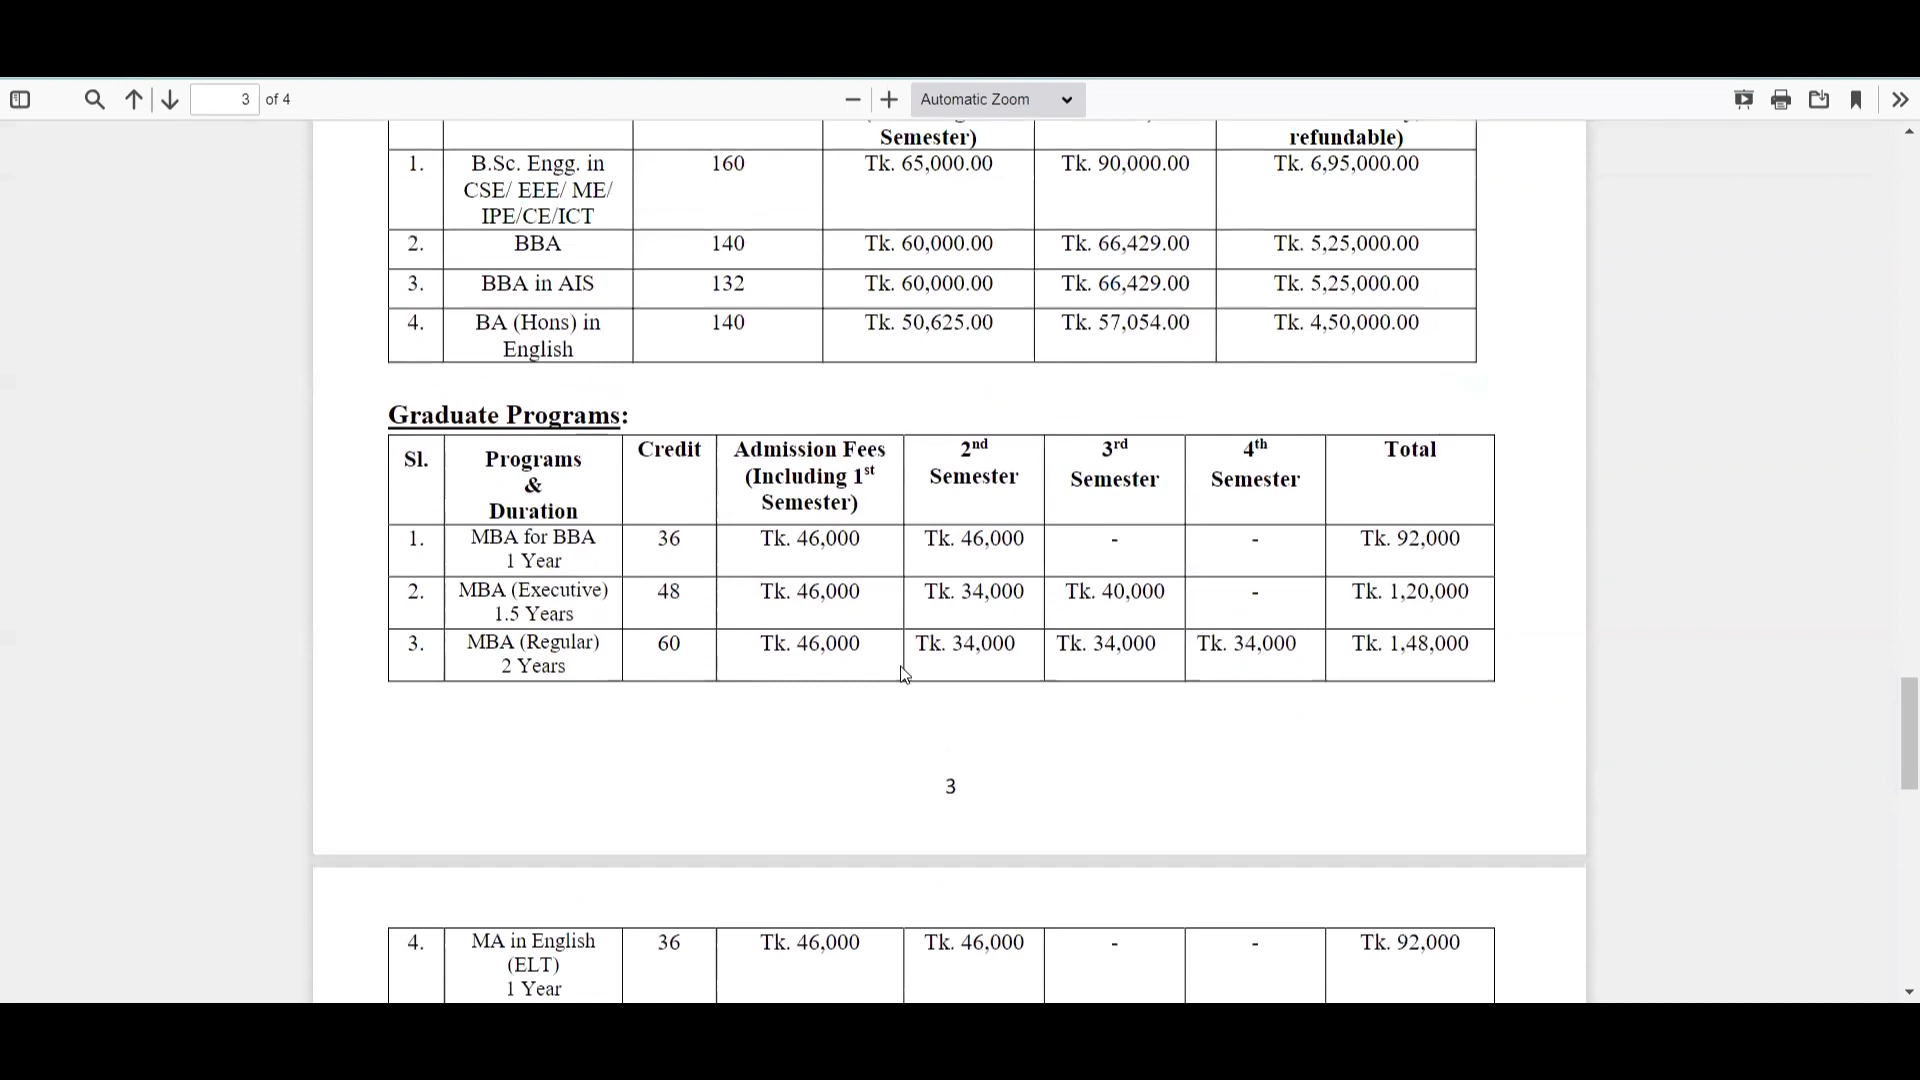 3 of 4
Automatic Zoom
Semester) refundable)
1. B.Sc. Engg. in 160 Tk. 65,000.00 Tk. 90,000.00 Tk. 6,95,000.00
CSE/ EEE/ ME/
IPE/CE/ICT
2. BBA 140 Tk. 60,000.00 Tk. 66,429.00 Tk. 5,25,000.00
3. BBA in AIS 132 Tk. 60,000.00 Tk. 66,429.00 Tk. 5,25,000.00
4. BA (Hons) in 140 Tk. 50,625.00 Tk. 57,054.00 Tk. 4,50,000.00
English
Graduate Programs:
Sl. Programs Credit Admission Fees 2nd 3rd 4th Total
& (Including 1st Semester Semester Semester
Duration Semester)
1. MBA for BBA 36 Tk. 46,000 Tk. 46,000 - - Tk. 92,000
1 Year
2. MBA (Executive) 48 Tk. 46,000 Tk. 34,000 Tk. 40,000 - Tk. 1,20,000
1.5 Years
3. MBA (Regular) 60 Tk. 46,000 Tk. 34,000 Tk. 34,000 Tk. 34,000 Tk. 1,48,000
2 Years
3
4. MA in English 36 Tk. 46,000 Tk. 46,000 - - Tk. 92,000
(ELT)
1 Year